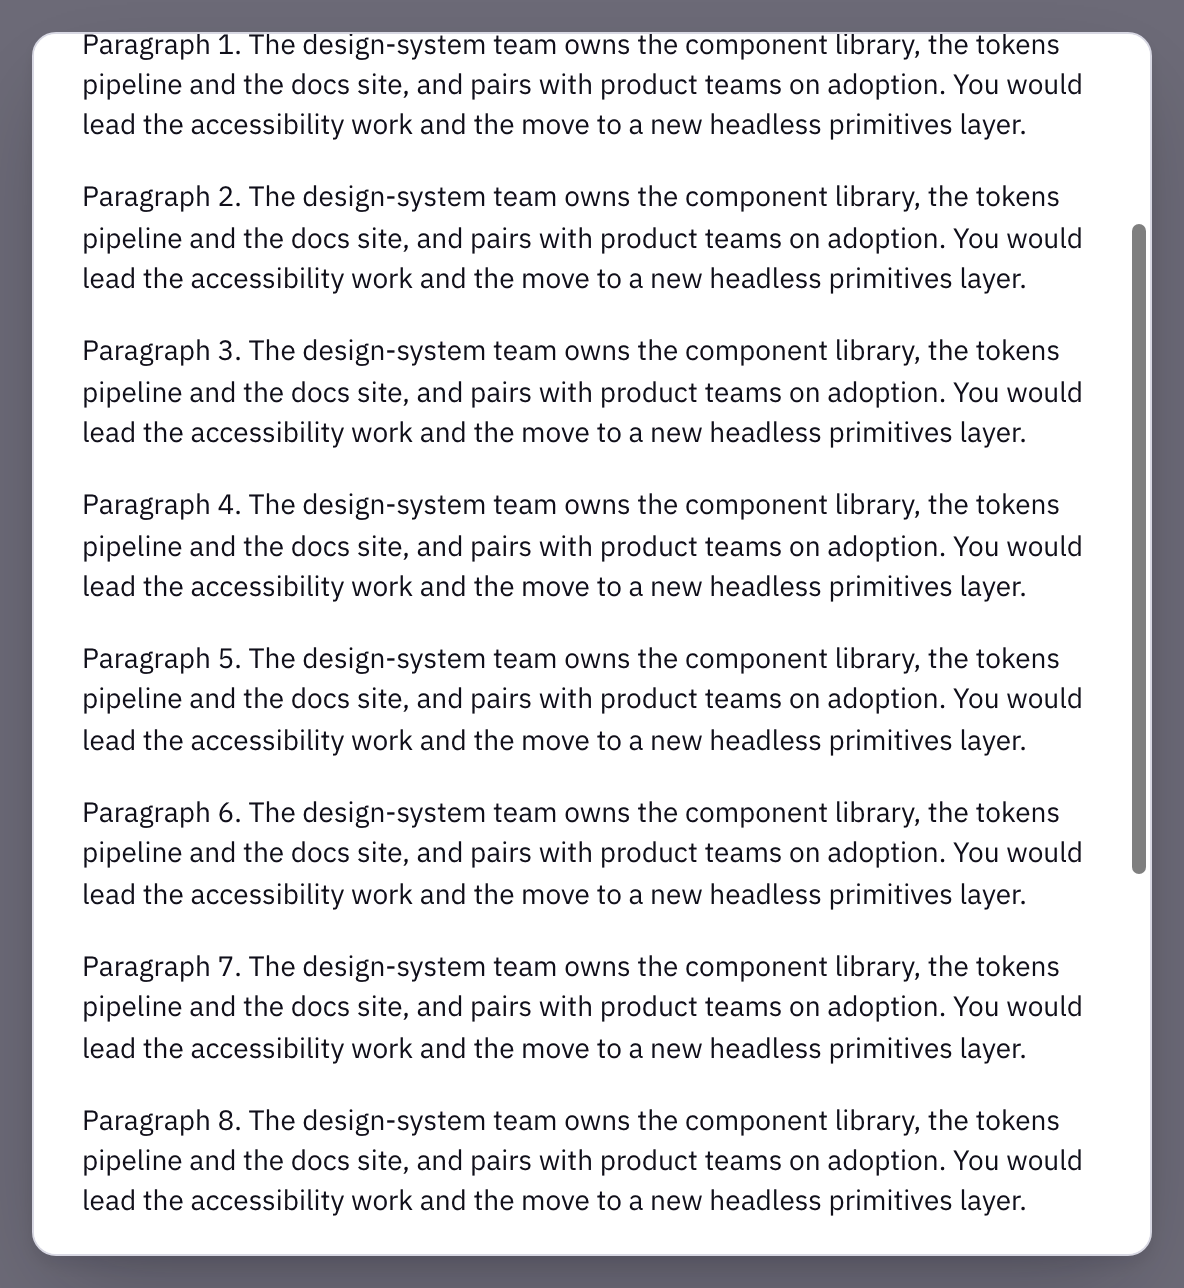 Paragraph 1. The design-system team owns the component library, the tokens
pipeline and the docs site, and pairs with product teams on adoption. You would
lead the accessibility work and the move to a new headless primitives layer.
Paragraph 2. The design-system team owns the component library, the tokens
pipeline and the docs site, and pairs with product teams on adoption. You would
lead the accessibility work and the move to a new headless primitives layer.
Paragraph 3. The design-system team owns the component library, the tokens
pipeline and the docs site, and pairs with product teams on adoption. You would
lead the accessibility work and the move to a new headless primitives layer.
Paragraph 4. The design-system team owns the component library, the tokens
pipeline and the docs site, and pairs with product teams on adoption. You would
lead the accessibility work and the move to a new headless primitives layer.
Paragraph 5. The design-system team owns the component library, the tokens
pipeline and the docs site, and pairs with product teams on adoption. You would
lead the accessibility work and the move to a new headless primitives layer.
Paragraph 6. The design-system team owns the component library, the tokens
pipeline and the docs site, and pairs with product teams on adoption. You would
lead the accessibility work and the move to a new headless primitives layer.
Paragraph 7. The design-system team owns the component library, the tokens
pipeline and the docs site, and pairs with product teams on adoption. You would
lead the accessibility work and the move to a new headless primitives layer.
Paragraph 8. The design-system team owns the component library, the tokens
pipeline and the docs site, and pairs with product teams on adoption. You would
lead the accessibility work and the move to a new headless primitives layer.